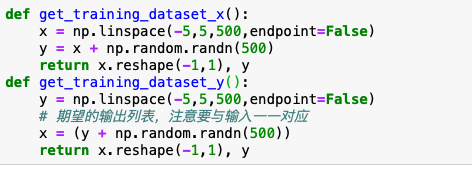 def get_training_dataset_x():
    x = np.linspace(-5,5,500,endpoint=False)
    y = x + np.random.randn(500)
    return x.reshape(-1,1), y
def get_training_dataset_y():
    y = np.linspace(-5,5,500,endpoint=False)
    # 期望的输出列表，注意要与输入一一对应
    x = (y + np.random.randn(500))
    return x.reshape(-1,1), y